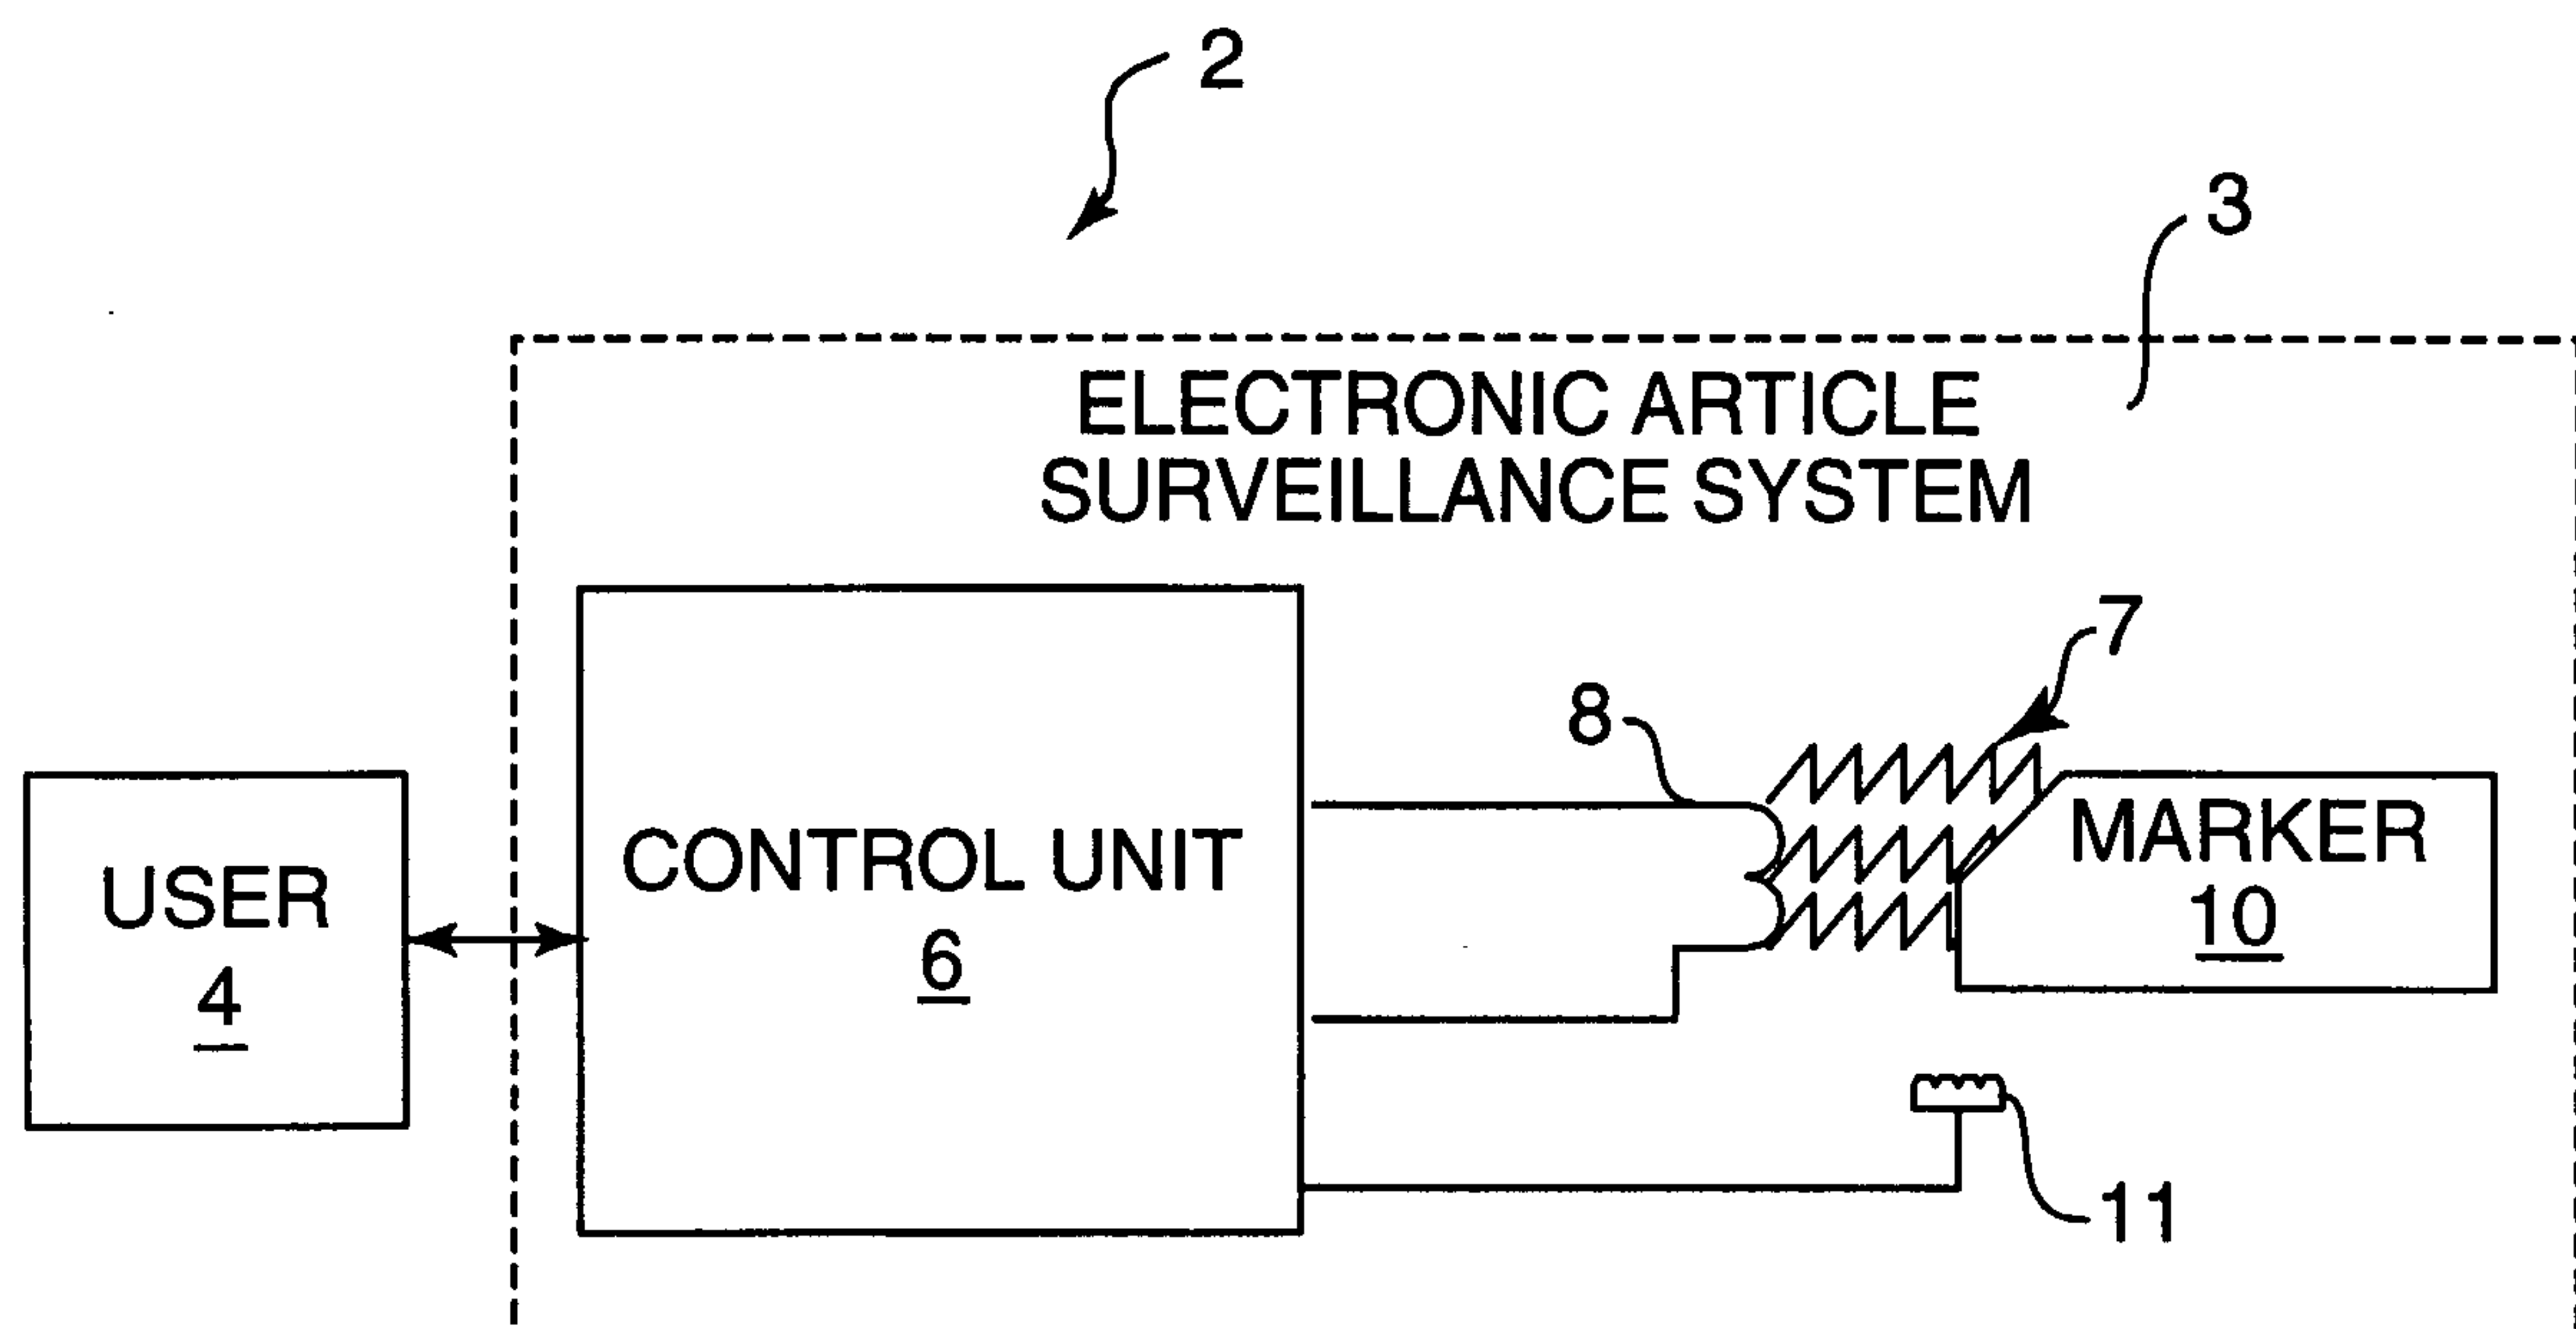 2
3
ELECTRONIC ARTICLE
SURVEILLANCE SYSTEM
7
8
MARKER
10
CONTROL UNIT
6
USER
4
11